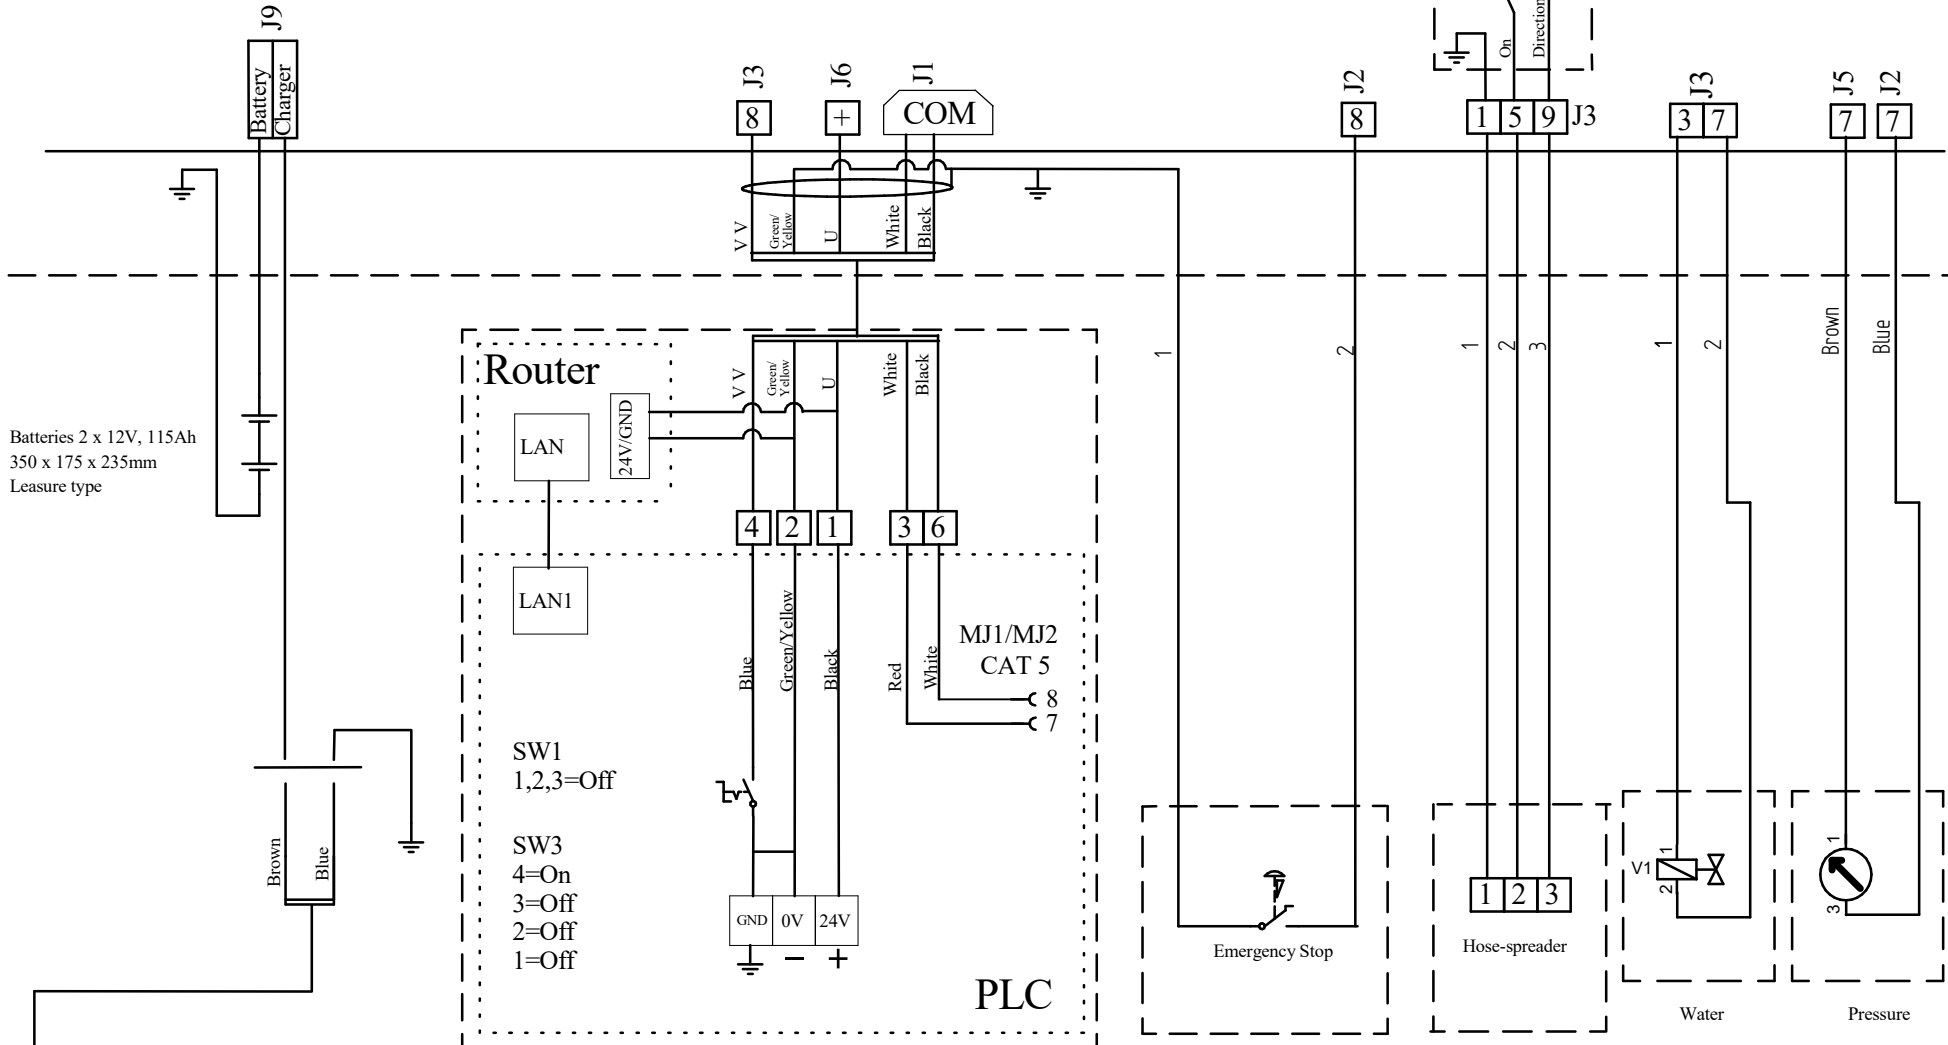 J9
Battery
Charger
J3
8
J6
+
J1
COM
J2
8
On
Direction
1 5 9 J3
J3
3 7
J5
7
J2
7
V V
Green/
Yellow
U
White
Black
Router
LAN
24V/GND
V V
Green/
Yellow
U
White
Black
1
2
1
2
3
1
2
Brown
Blue
Batteries 2 x 12V, 115Ah
350 x 175 x 235mm
Leasure type
4 2 1 3 6
LAN1
Blue
Green/Yellow
Black
Red
White
MJ1/MJ2
CAT 5
8
7
SW1
1,2,3=Off
SW3
4=On
3=Off
2=Off
1=Off
Brown
Blue
GND 0V 24V
− +
PLC
Emergency Stop
1 2 3
Hose-spreader
V1
1
2
Water
1
3
Pressure